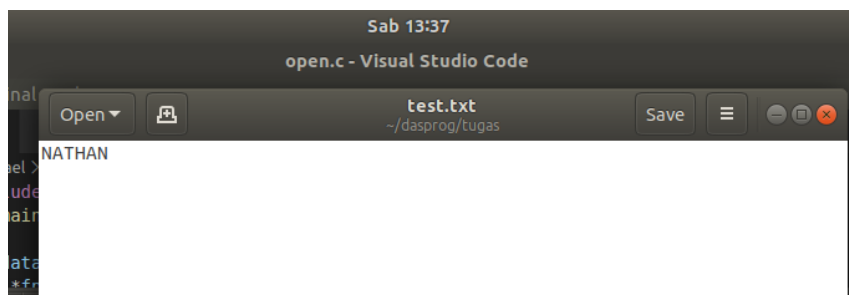 Sab 13:37
open.c - Visual Studio Code
Open
test.txt
~/dasprog/tugas
Save
NATHAN